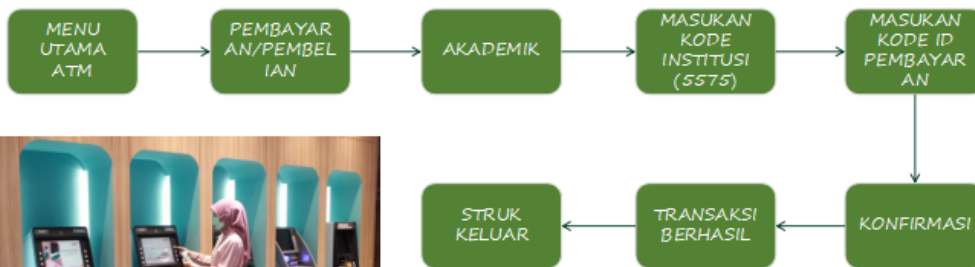 MENU
UTAMA
ATM
PEMBAYAR
AN/PEMBEL
IAN
AKADEMIK
MASUKAN
KODE
INSTITUSI
(5575)
MASUKAN
KODE ID
PEMBAYAR
AN
KONFIRMASI
TRANSAKSI
BERHASIL
STRUK
KELUAR